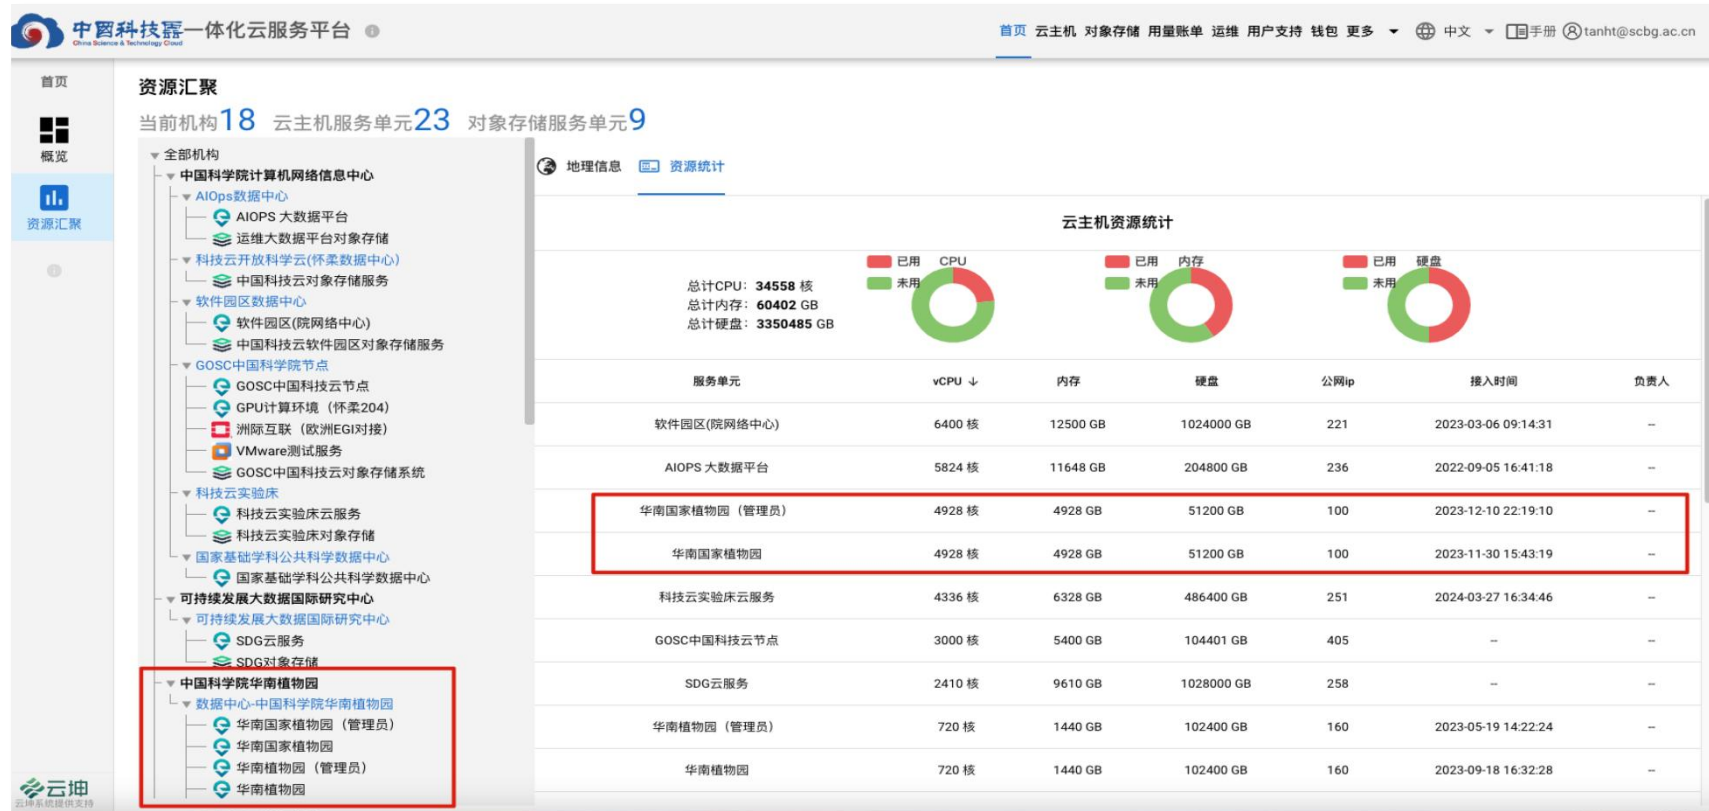 中国科技云 一体化云服务平台
China Science & Technology Cloud
首页 云主机 对象存储 用量账单 运维 用户支持 钱包 更多 中文 手册 tanht@scbg.ac.cn
首页
概览
资源汇聚
资源汇聚
当前机构18 云主机服务单元23 对象存储服务单元9
全部机构
中国科学院计算机网络信息中心
AIOps数据中心
AIOPS 大数据平台
运维大数据平台对象存储
科技云开放科学云(怀柔数据中心)
中国科技云对象存储服务
软件园区数据中心
软件园区(院网络中心)
中国科技云软件园区对象存储服务
GOSC中国科学院节点
GOSC中国科技云节点
GPU计算环境（怀柔204）
洲际互联（欧洲EGI对接）
VMware测试服务
GOSC中国科技云对象存储系统
科技云实验床
科技云实验床云服务
科技云实验床对象存储
国家基础学科公共科学数据中心
国家基础学科公共科学数据中心
可持续发展大数据国际研究中心
可持续发展大数据国际研究中心
SDG云服务
SDG对象存储
中国科学院华南植物园
数据中心-中国科学院华南植物园
华南国家植物园（管理员）
华南国家植物园
华南植物园（管理员）
华南植物园
云坤
云坤系统提供支持
地理信息 资源统计
云主机资源统计
总计CPU：34558 核
总计内存：60402 GB
总计硬盘：3350485 GB
已用 CPU
未用
已用 内存
未用
已用 硬盘
未用
服务单元 vCPU ↓ 内存 硬盘 公网ip 接入时间 负责人
软件园区(院网络中心) 6400 核 12500 GB 1024000 GB 221 2023-03-06 09:14:31 --
AIOPS 大数据平台 5824 核 11648 GB 204800 GB 236 2022-09-05 16:41:18 --
华南国家植物园（管理员） 4928 核 4928 GB 51200 GB 100 2023-12-10 22:19:10 --
华南国家植物园 4928 核 4928 GB 51200 GB 100 2023-11-30 15:43:19 --
科技云实验床云服务 4336 核 6328 GB 486400 GB 251 2024-03-27 16:34:46 --
GOSC中国科技云节点 3000 核 5400 GB 104401 GB 405 -- --
SDG云服务 2410 核 9610 GB 1028000 GB 258 -- --
华南植物园（管理员） 720 核 1440 GB 102400 GB 160 2023-05-19 14:22:24 --
华南植物园 720 核 1440 GB 102400 GB 160 2023-09-18 16:32:28 --